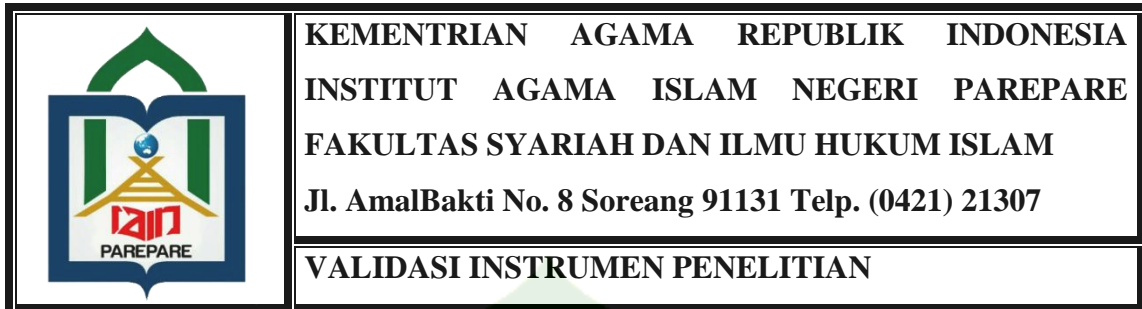 KEMENTRIAN AGAMA REPUBLIK INDONESIA
INSTITUT AGAMA ISLAM NEGERI PAREPARE
FAKULTAS SYARIAH DAN ILMU HUKUM ISLAM
Jl. AmalBakti No. 8 Soreang 91131 Telp. (0421) 21307
VALIDASI INSTRUMEN PENELITIAN
iain
PAREPARE